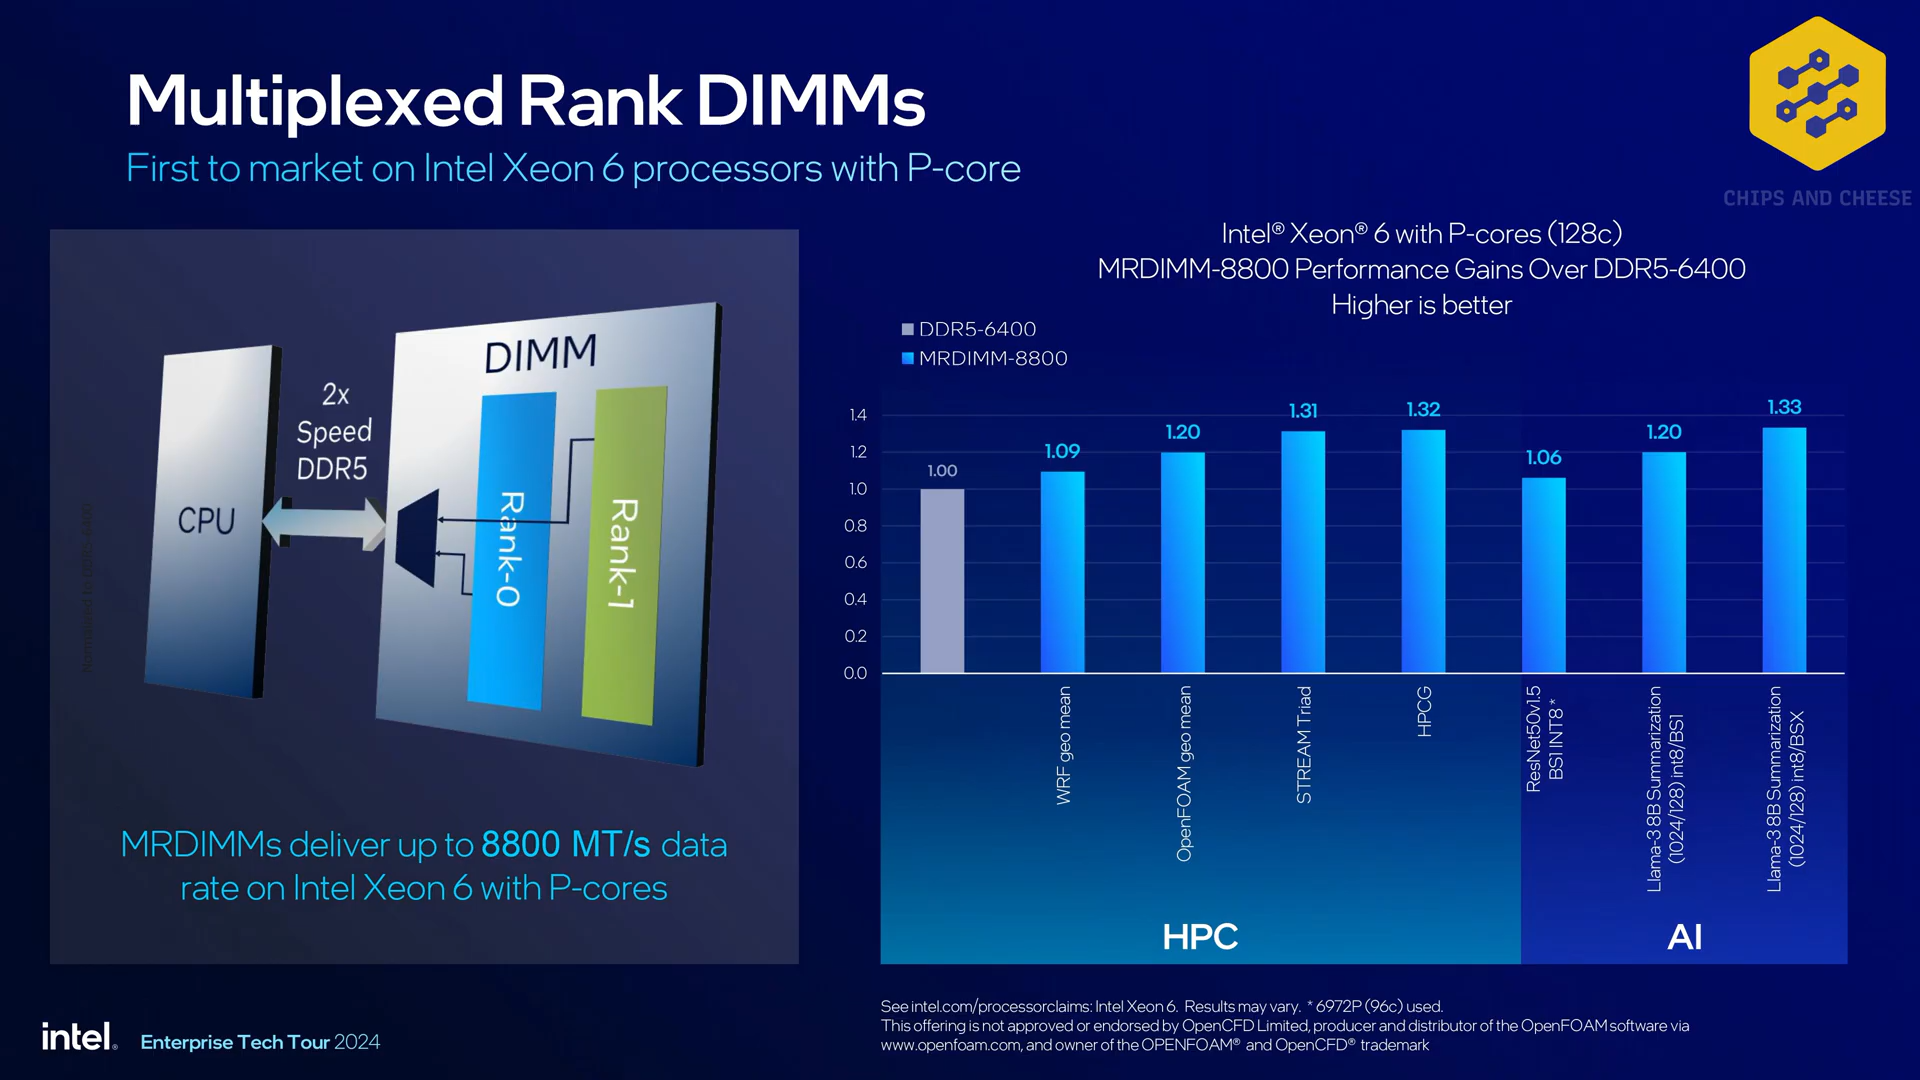 Multiplexed Rank DIMMs
First to market on Intel Xeon 6 processors with P-core
CHIPS AND CHEESE
DIMM
2x
Speed
DDR5
CPU
Rank-0
Rank-1
Normalized to DDR5-6400
MRDIMMs deliver up to 8800 MT/s data
rate on Intel Xeon 6 with P-cores
Intel® Xeon® 6 with P-cores (128c)
MRDIMM-8800 Performance Gains Over DDR5-6400
Higher is better
DDR5-6400
MRDIMM-8800
1.4
1.2
1.0
0.8
0.6
0.4
0.2
0.0
1.00
1.09
1.20
1.31
1.32
1.06
1.20
1.33
WRF geo mean
OpenFOAM geo mean
STREAM Triad
HPCG
ResNet50v1.5
BS1 INT8 *
Llama-3 8B Summarization
(1024/128) int8/BS1
Llama-3 8B Summarization
(1024/128) int8/BSX
HPC
AI
See intel.com/processorclaims: Intel Xeon 6. Results may vary. * 6972P (96c) used.
This offering is not approved or endorsed by OpenCFD Limited, producer and distributor of the OpenFOAM software via
www.openfoam.com, and owner of the OPENFOAM® and OpenCFD® trademark
intel.
Enterprise Tech Tour 2024